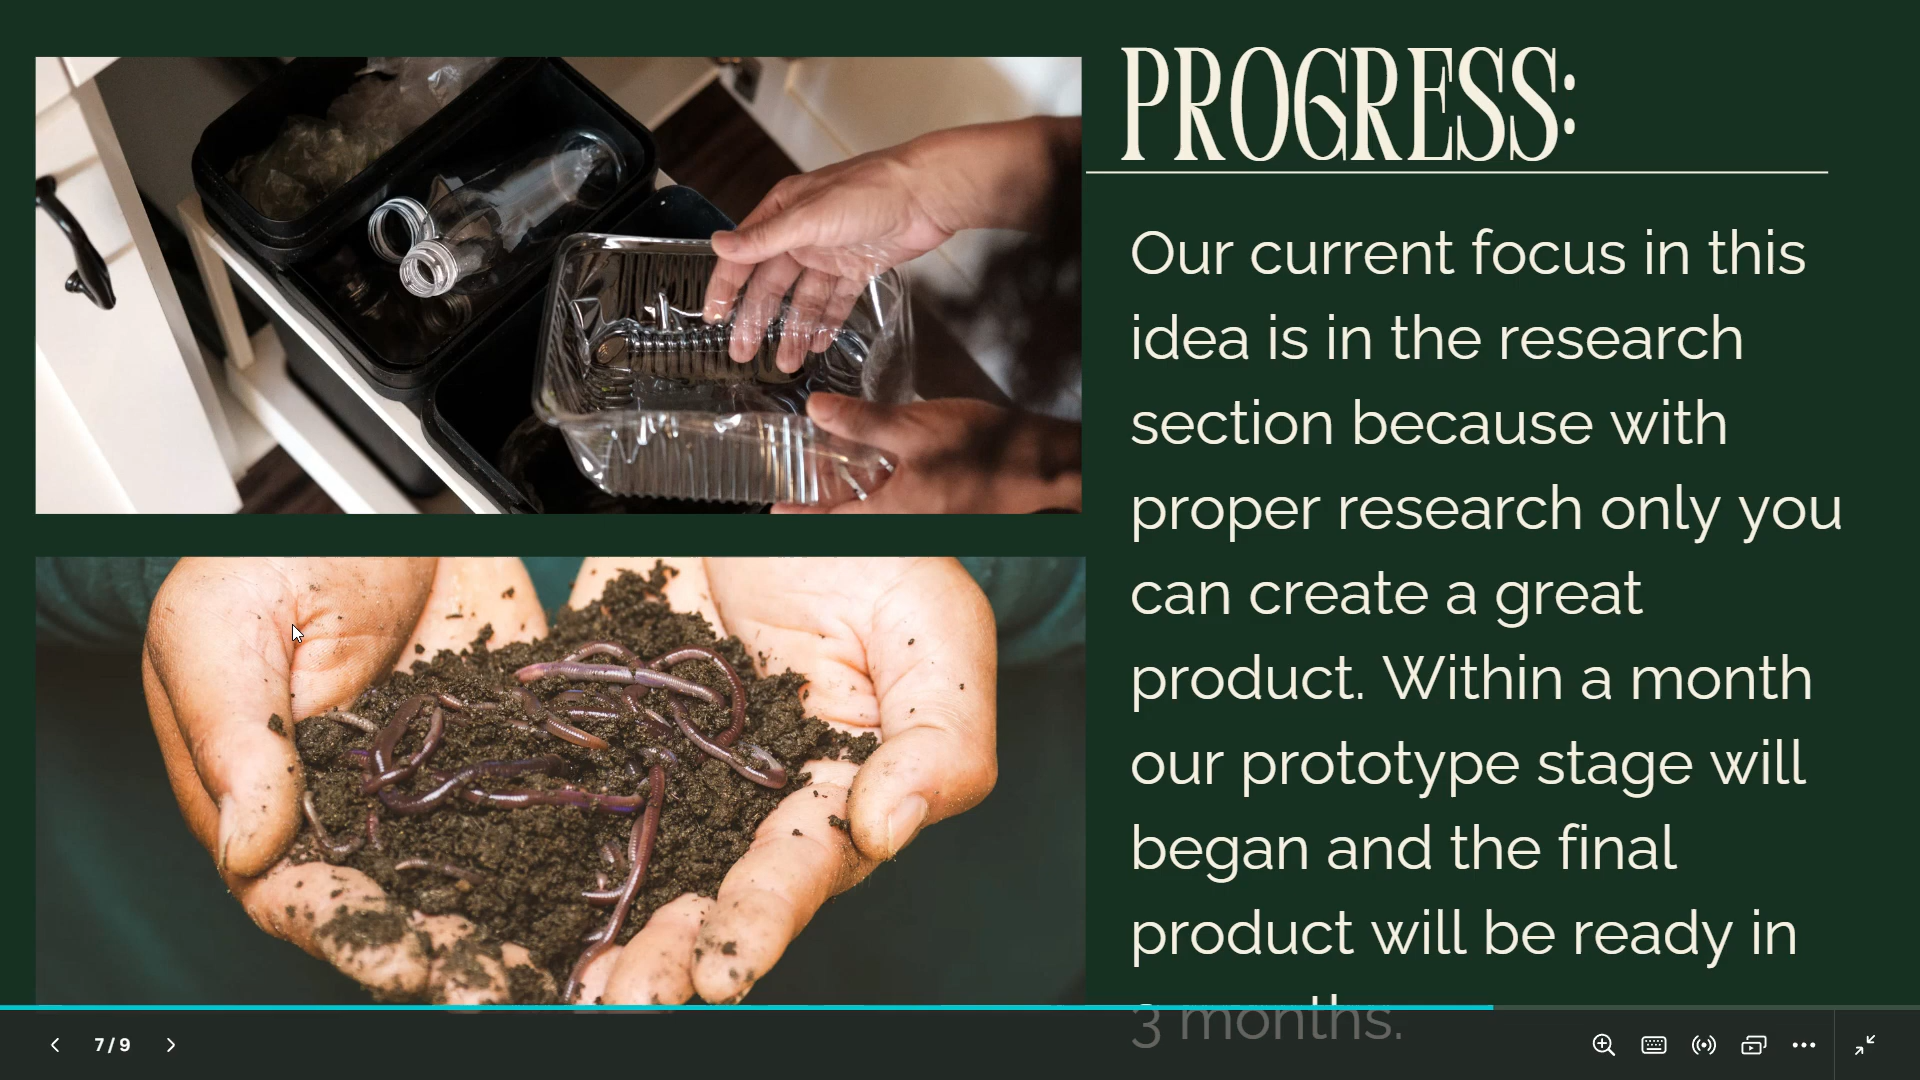 PROGRESS:
Our current focus in this
idea is in the research
section because with
proper research only you
can create a great
product. Within a month
our prototype stage will
began and the final
product will be ready in
3 months.
7/9